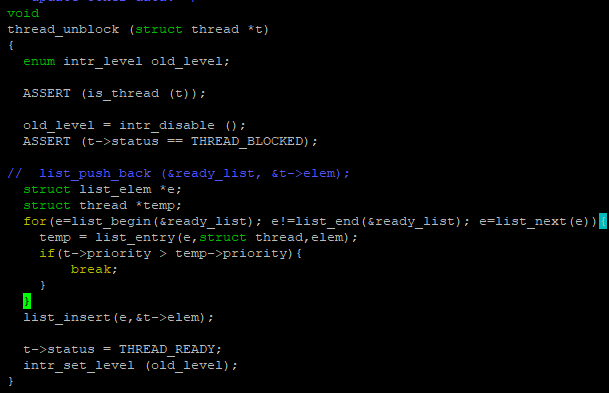 void
thread_unblock (struct thread *t)
{
  enum intr_level old_level;

  ASSERT (is_thread (t));

  old_level = intr_disable ();
  ASSERT (t->status == THREAD_BLOCKED);

//  list_push_back (&ready_list, &t->elem);
  struct list_elem *e;
  struct thread *temp;
  for(e=list_begin(&ready_list); e!=list_end(&ready_list); e=list_next(e)){
    temp = list_entry(e,struct thread,elem);
    if(t->priority > temp->priority){
        break;
    }
  }
  list_insert(e,&t->elem);

  t->status = THREAD_READY;
  intr_set_level (old_level);
}